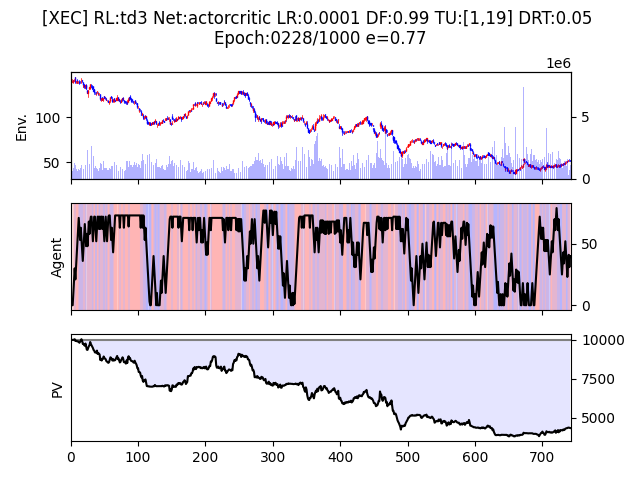 [XEC] RL:td3 Net:actorcritic LR:0.0001 DF:0.99 TU:[1,19] DRT:0.05
Epoch:0228/1000 e=0.77
1e6
Env.
100
50
5
0
Agent
50
0
PV
10000
7500
5000
0 100 200 300 400 500 600 700